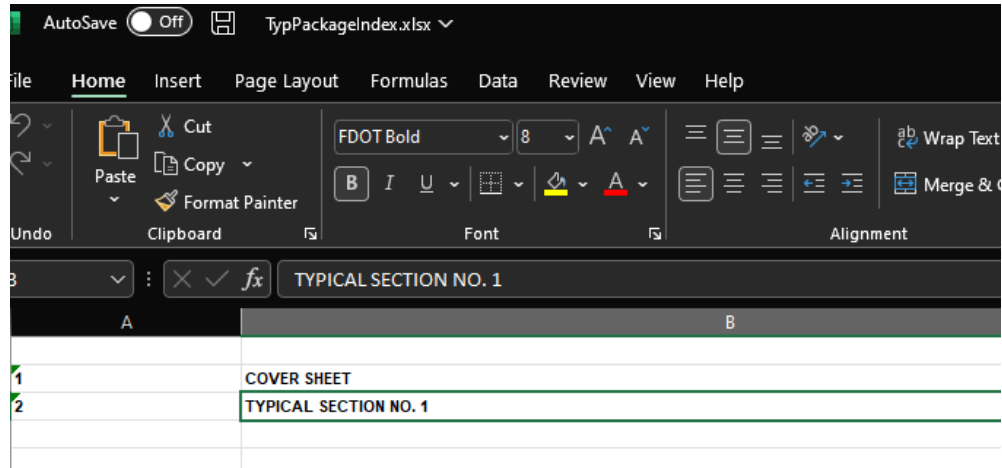 AutoSave Off TypPackageIndex.xlsx
File Home Insert Page Layout Formulas Data Review View Help
Cut
Copy
Paste
Format Painter
FDOT Bold 8 A A
B I U A
ab Wrap Text
Merge &
Undo Clipboard Font Alignment
fx TYPICAL SECTION NO. 1
A B
1 COVER SHEET
2 TYPICAL SECTION NO. 1